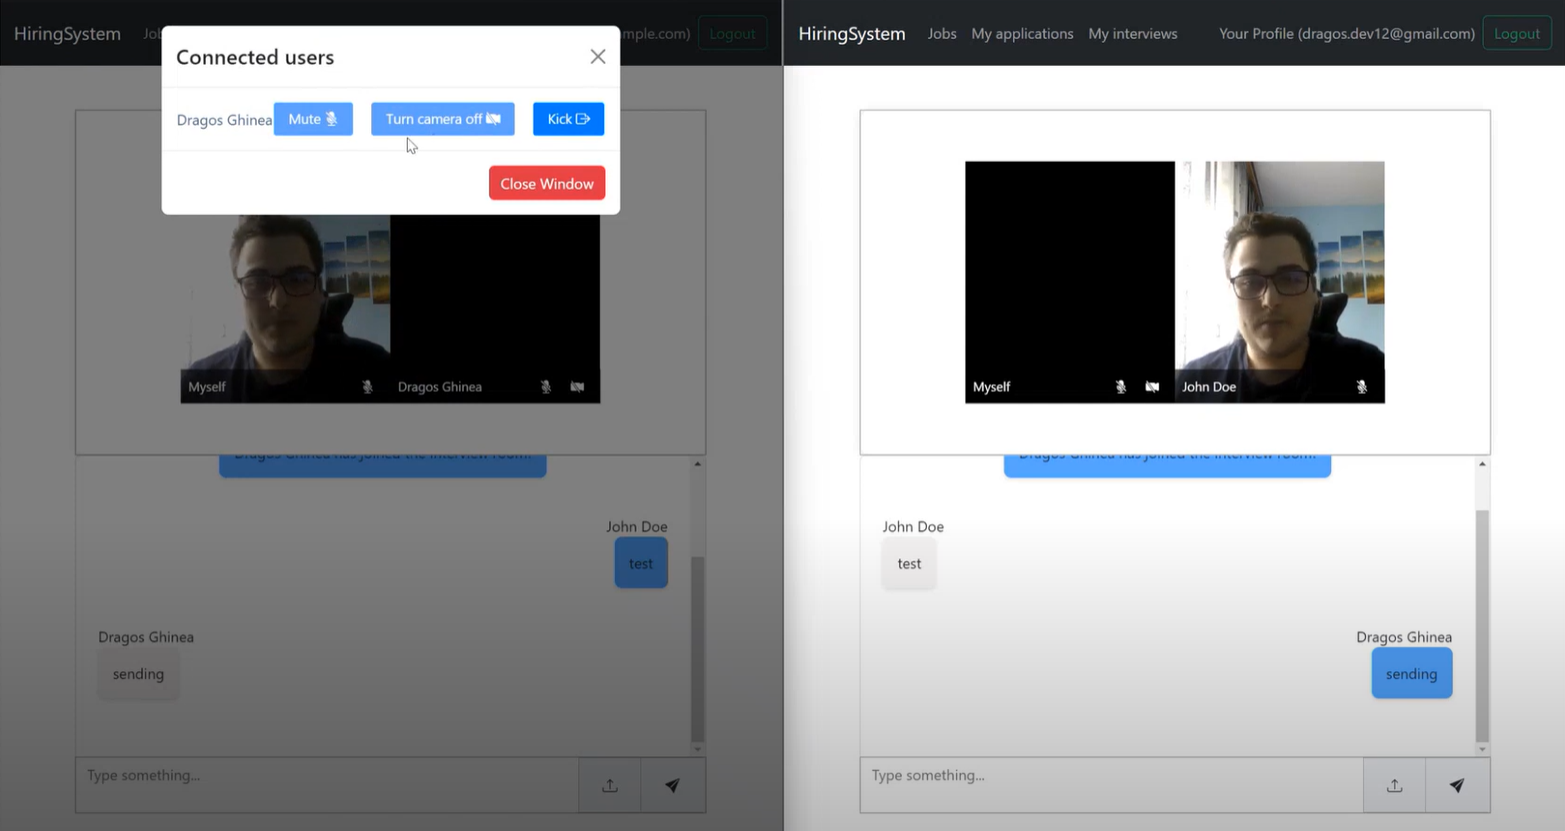 HiringSystem
Connected users
Dragos Ghinea Mute Turn camera off Kick
Close Window
mple.com) Logout
Myself
Dragos Ghinea
Dragos Ghinea has joined the interview room!
John Doe
test
Dragos Ghinea
sending
Type something...
HiringSystem Jobs My applications My interviews Your Profile (dragos.dev12@gmail.com) Logout
Myself
John Doe
Dragos Ghinea has joined the interview room!
John Doe
test
Dragos Ghinea
sending
Type something...